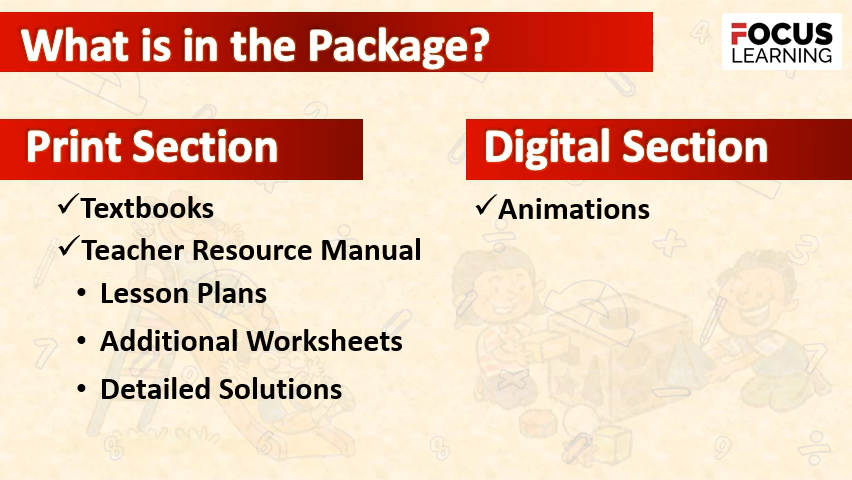 What is in the Package?
FOCUS
LEARNING
Print Section
✓Textbooks
✓Teacher Resource Manual
• Lesson Plans
• Additional Worksheets
• Detailed Solutions
Digital Section
✓Animations